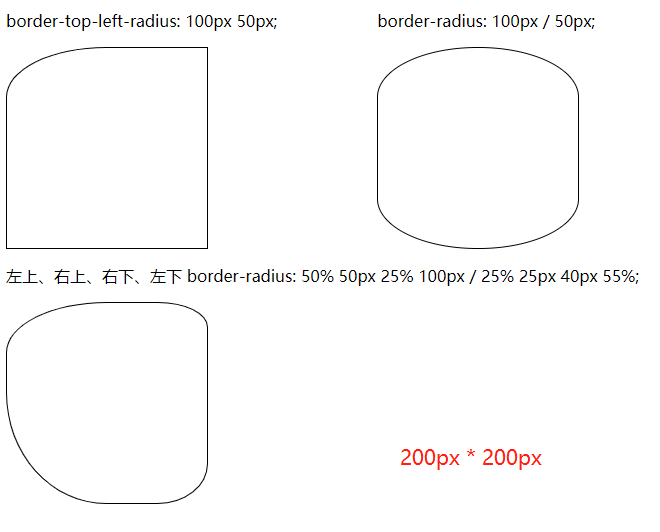 border-top-left-radius: 100px 50px;
border-radius: 100px / 50px;
左上、右上、右下、左下 border-radius: 50% 50px 25% 100px / 25% 25px 40px 55%;
200px * 200px